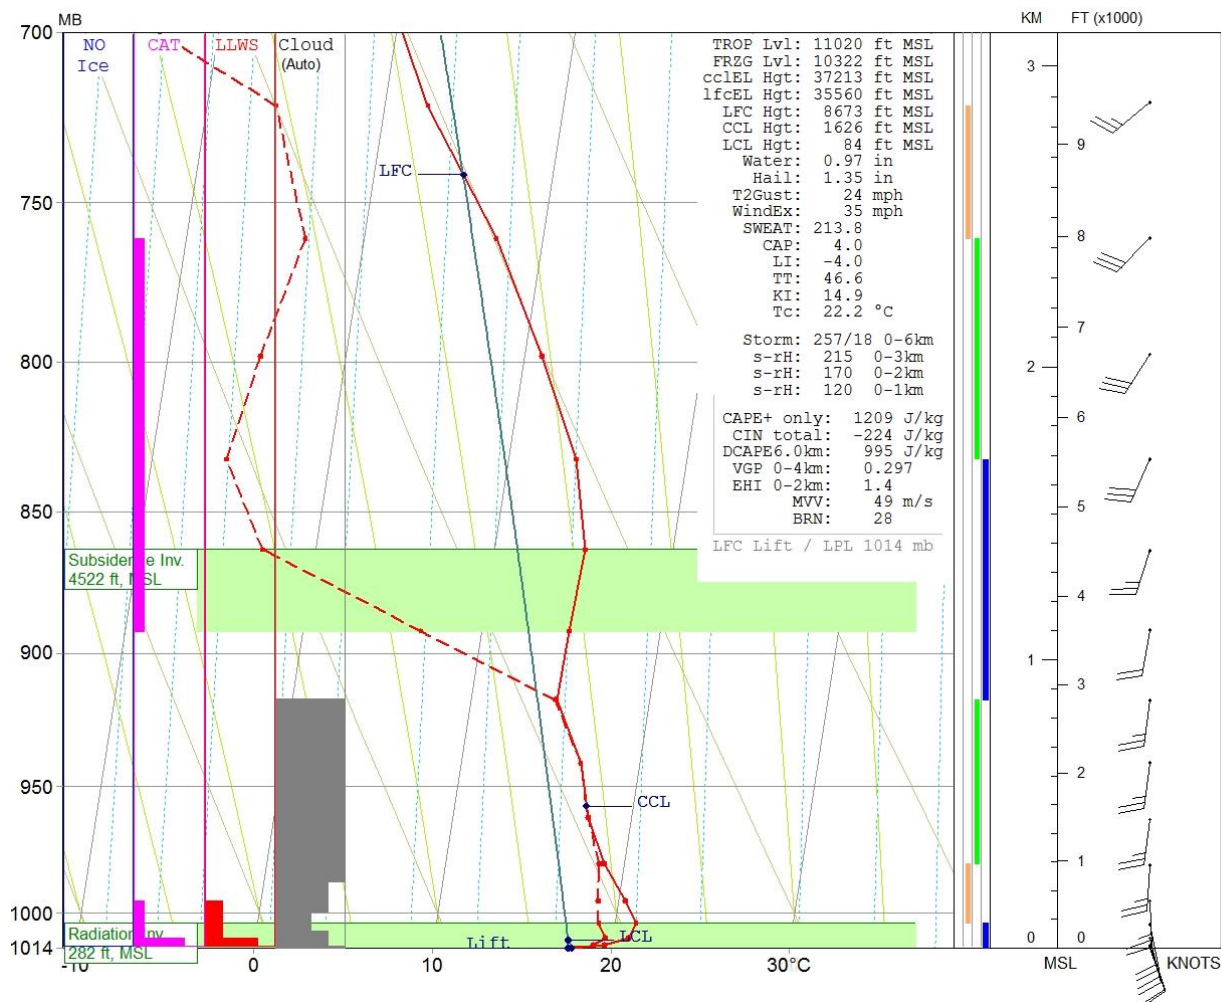 MB
KM FT (x1000)
700
NO
Ice
CAT
LLWS
Cloud
(Auto)
TROP Lvl: 11020 ft MSL
FRZG Lvl: 10322 ft MSL
cclEL Hgt: 37213 ft MSL
lfcEL Hgt: 35560 ft MSL
LFC Hgt: 8673 ft MSL
CCL Hgt: 1626 ft MSL
LCL Hgt: 84 ft MSL
Water: 0.97 in
Hail: 1.35 in
T2Gust: 24 mph
WindEx: 35 mph
SWEAT: 213.8
CAP: 4.0
LI: -4.0
TT: 46.6
KI: 14.9
Tc: 22.2 °C
Storm: 257/18 0-6km
s-rH: 215 0-3km
s-rH: 170 0-2km
s-rH: 120 0-1km
CAPE+ only: 1209 J/kg
CIN total: -224 J/kg
DCAPE6.0km: 995 J/kg
VGP 0-4km: 0.297
EHI 0-2km: 1.4
MVV: 49 m/s
BRN: 28
LFC Lift / LPL 1014 mb
LFC
750
800
850
Subsidence Inv.
4522 ft, MSL
900
950
CCL
1000
Radiation Inv
282 ft, MSL
Lift
LCL
1014
-10 0 10 20 30°C
3
2
1
0
9
8
7
6
5
4
3
2
1
0
MSL KNOTS